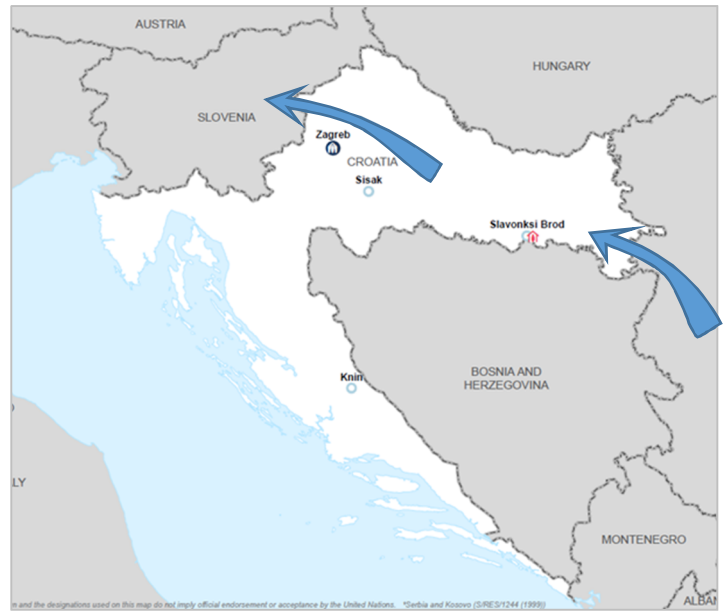 AUSTRIA
HUNGARY
SLOVENIA
Zagreb
CROATIA
Sisak
Slavonksi Brod
BOSNIA AND
HERZEGOVINA
Knin
LY
MONTENEGRO
ALBAN
n and the designations used on this map do not imply official endorsement or acceptance by the United Nations. *Serbia and Kosovo (S/RES/1244 (1999))